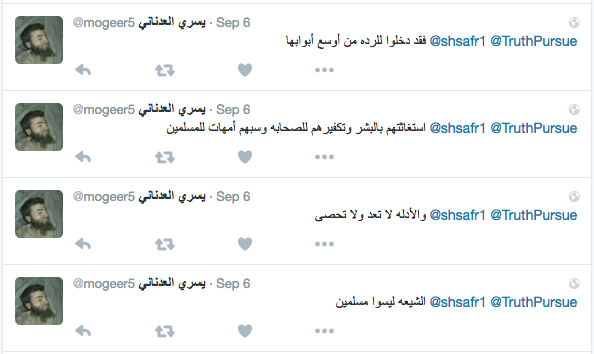 @mogeer5 يسري العدناني · Sep 6
@shsafr1 @TruthPursue فقد دخلوا للرده من أوسع أبوابها
@mogeer5 يسري العدناني · Sep 6
@shsafr1 @TruthPursue استغاثتهم بالبشر وتكفيرهم للصحابه وسبهم أمهات للمسلمين
@mogeer5 يسري العدناني · Sep 6
@shsafr1 @TruthPursue والأدله لا تعد ولا تحصى
@mogeer5 يسري العدناني · Sep 6
@shsafr1 @TruthPursue الشيعه ليسوا مسلمين